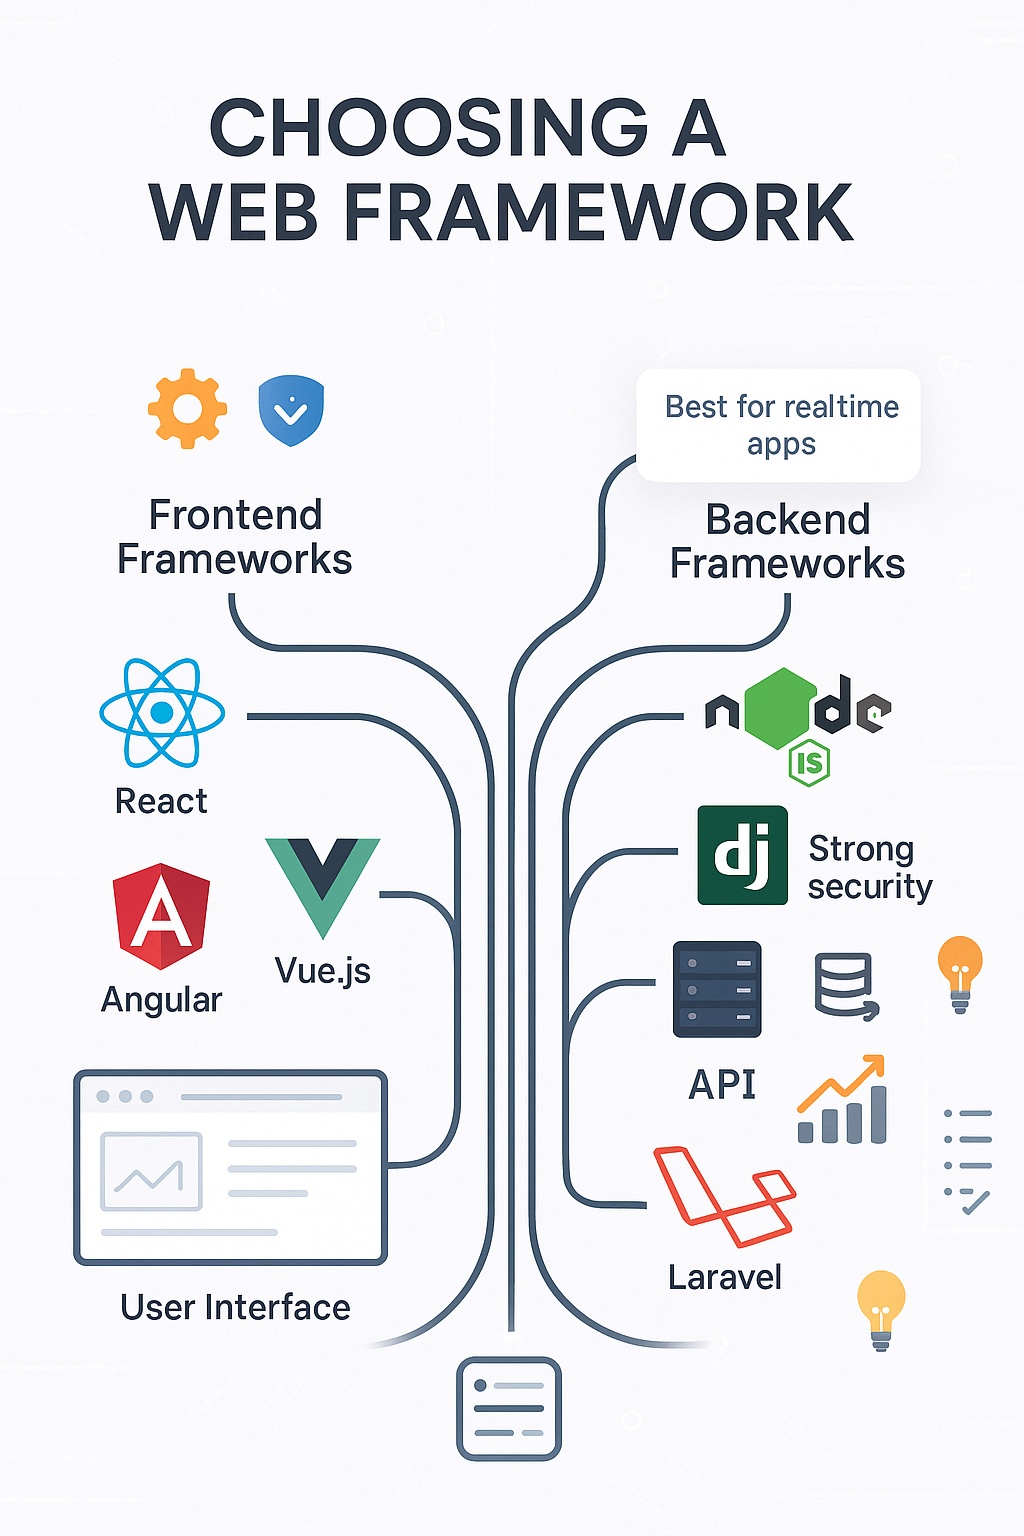 CHOOSING A
WEB FRAMEWORK
Best for realtime
apps
Frontend
Frameworks
Backend
Frameworks
React
node
JS
Angular
Vue.js
dj
Strong
security
API
Laravel
User Interface